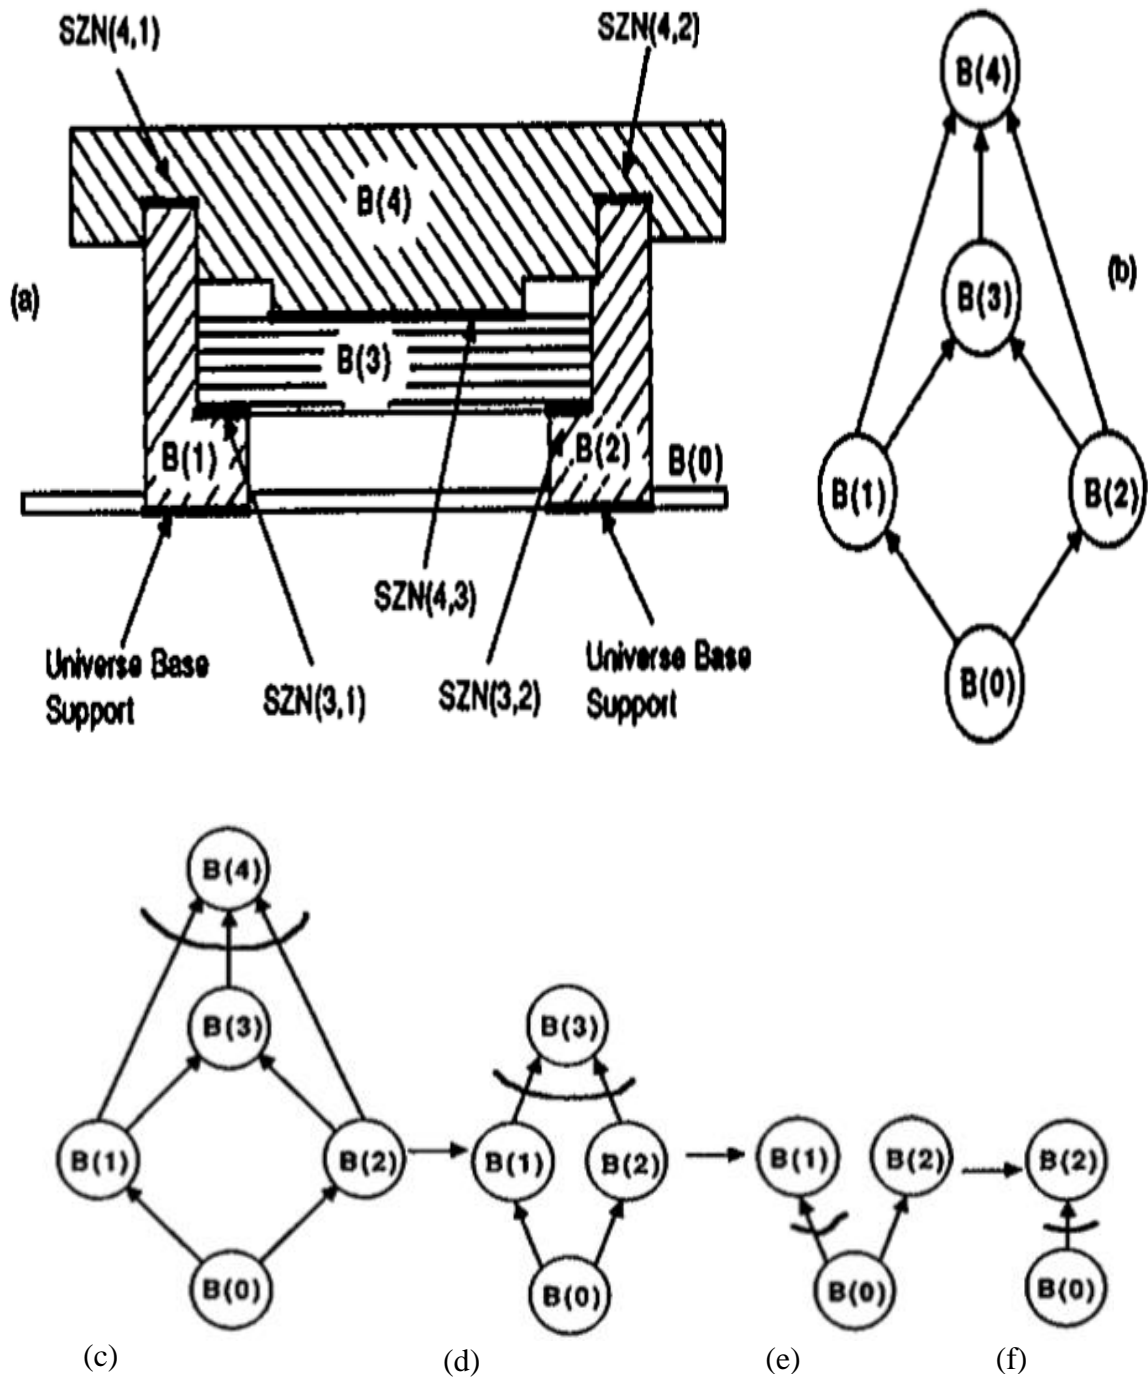 SZN(4,1)
SZN(4,2)
B(4)
B(4)
(a)
B(3)
(b)
B(3)
B(1)
B(2)
B(0)
B(1)
B(2)
SZN(4,3)
Universe Base
Support
SZN(3,1)
SZN(3,2)
Universe Base
Support
B(0)
B(4)
B(3)
B(3)
B(1)
B(2)
B(1)
B(2)
B(1)
B(2)
B(2)
B(0)
B(0)
B(0)
B(0)
(c)
(d)
(e)
(f)